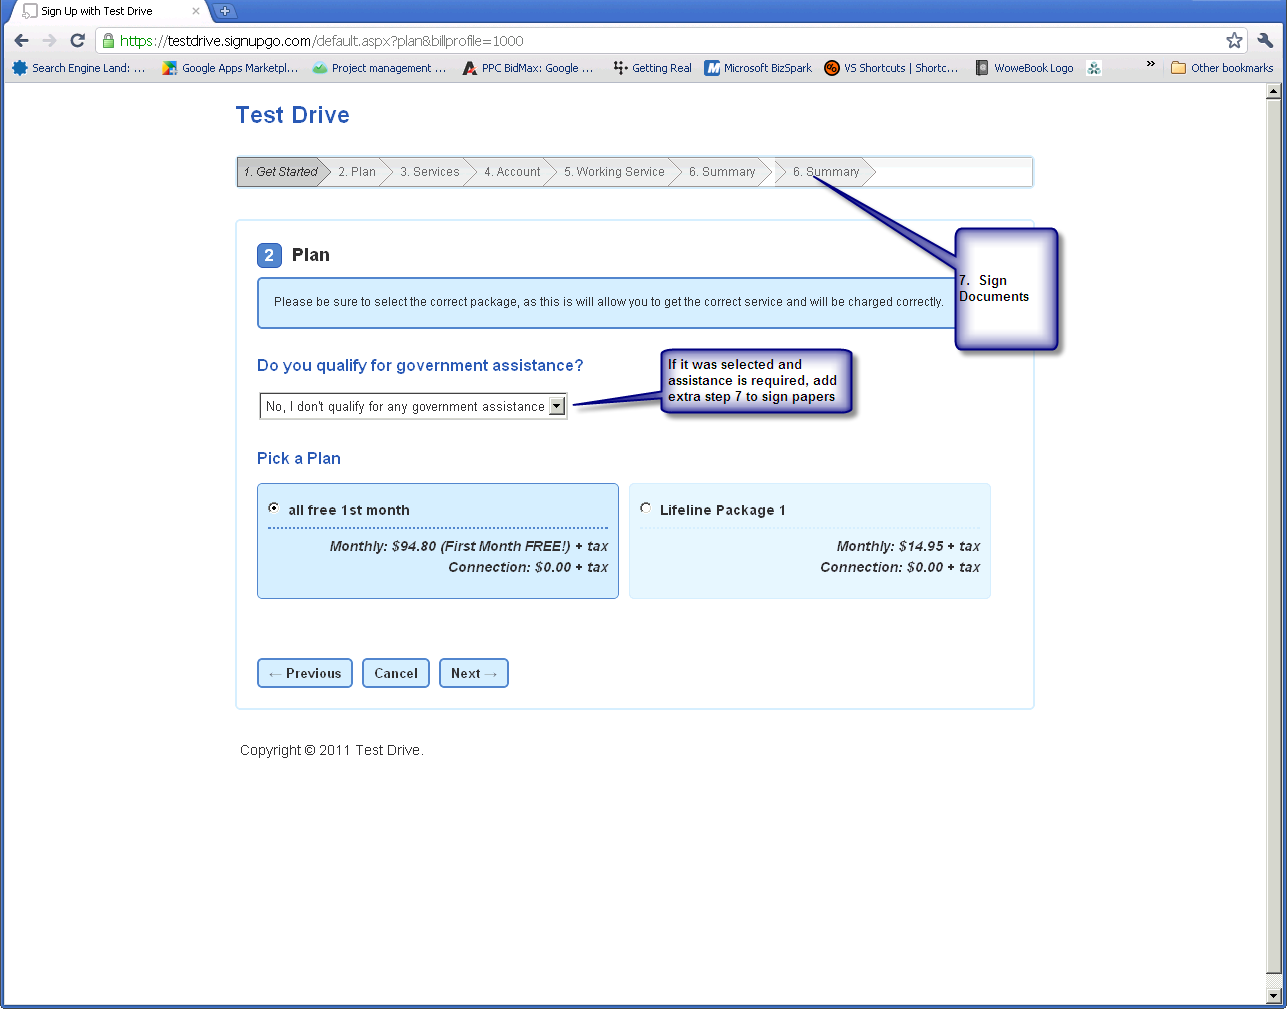 Sign Up with Test Drive
https://testdrive.signupgo.com/default.aspx?plan&billprofile=1000
Search Engine Land: ... Google Apps Marketpl... Project management ... PPC BidMax: Google ... Getting Real Microsoft BizSpark VS Shortcuts | Shortc... WoweBook Logo » Other bookmarks
Test Drive
1. Get Started 2. Plan 3. Services 4. Account 5. Working Service 6. Summary 6. Summary
7. Sign
Documents
2 Plan
Please be sure to select the correct package, as this is will allow you to get the correct service and will be charged correctly.
Do you qualify for government assistance?
No, I don't qualify for any government assistance
If it was selected and
assistance is required, add
extra step 7 to sign papers
Pick a Plan
all free 1st month
Monthly: $94.80 (First Month FREE!) + tax
Connection: $0.00 + tax
Lifeline Package 1
Monthly: $14.95 + tax
Connection: $0.00 + tax
← Previous Cancel Next →
Copyright © 2011 Test Drive.